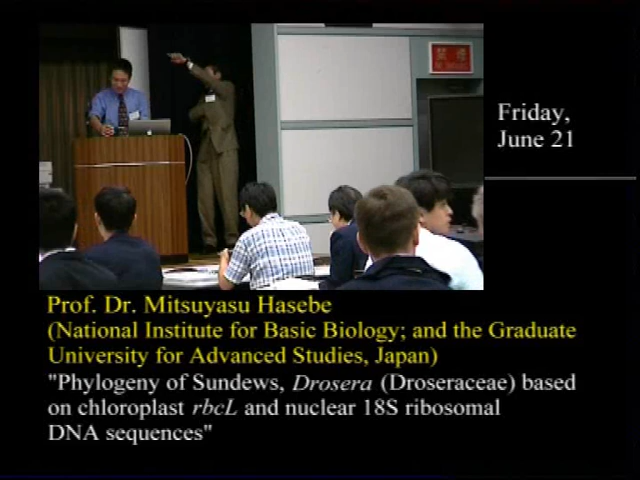 Friday,
June 21
Prof. Dr. Mitsuyasu Hasebe
(National Institute for Basic Biology; and the Graduate
University for Advanced Studies, Japan)
"Phylogeny of Sundews, Drosera (Droseraceae) based
on chloroplast rbcL and nuclear 18S ribosomal
DNA sequences"